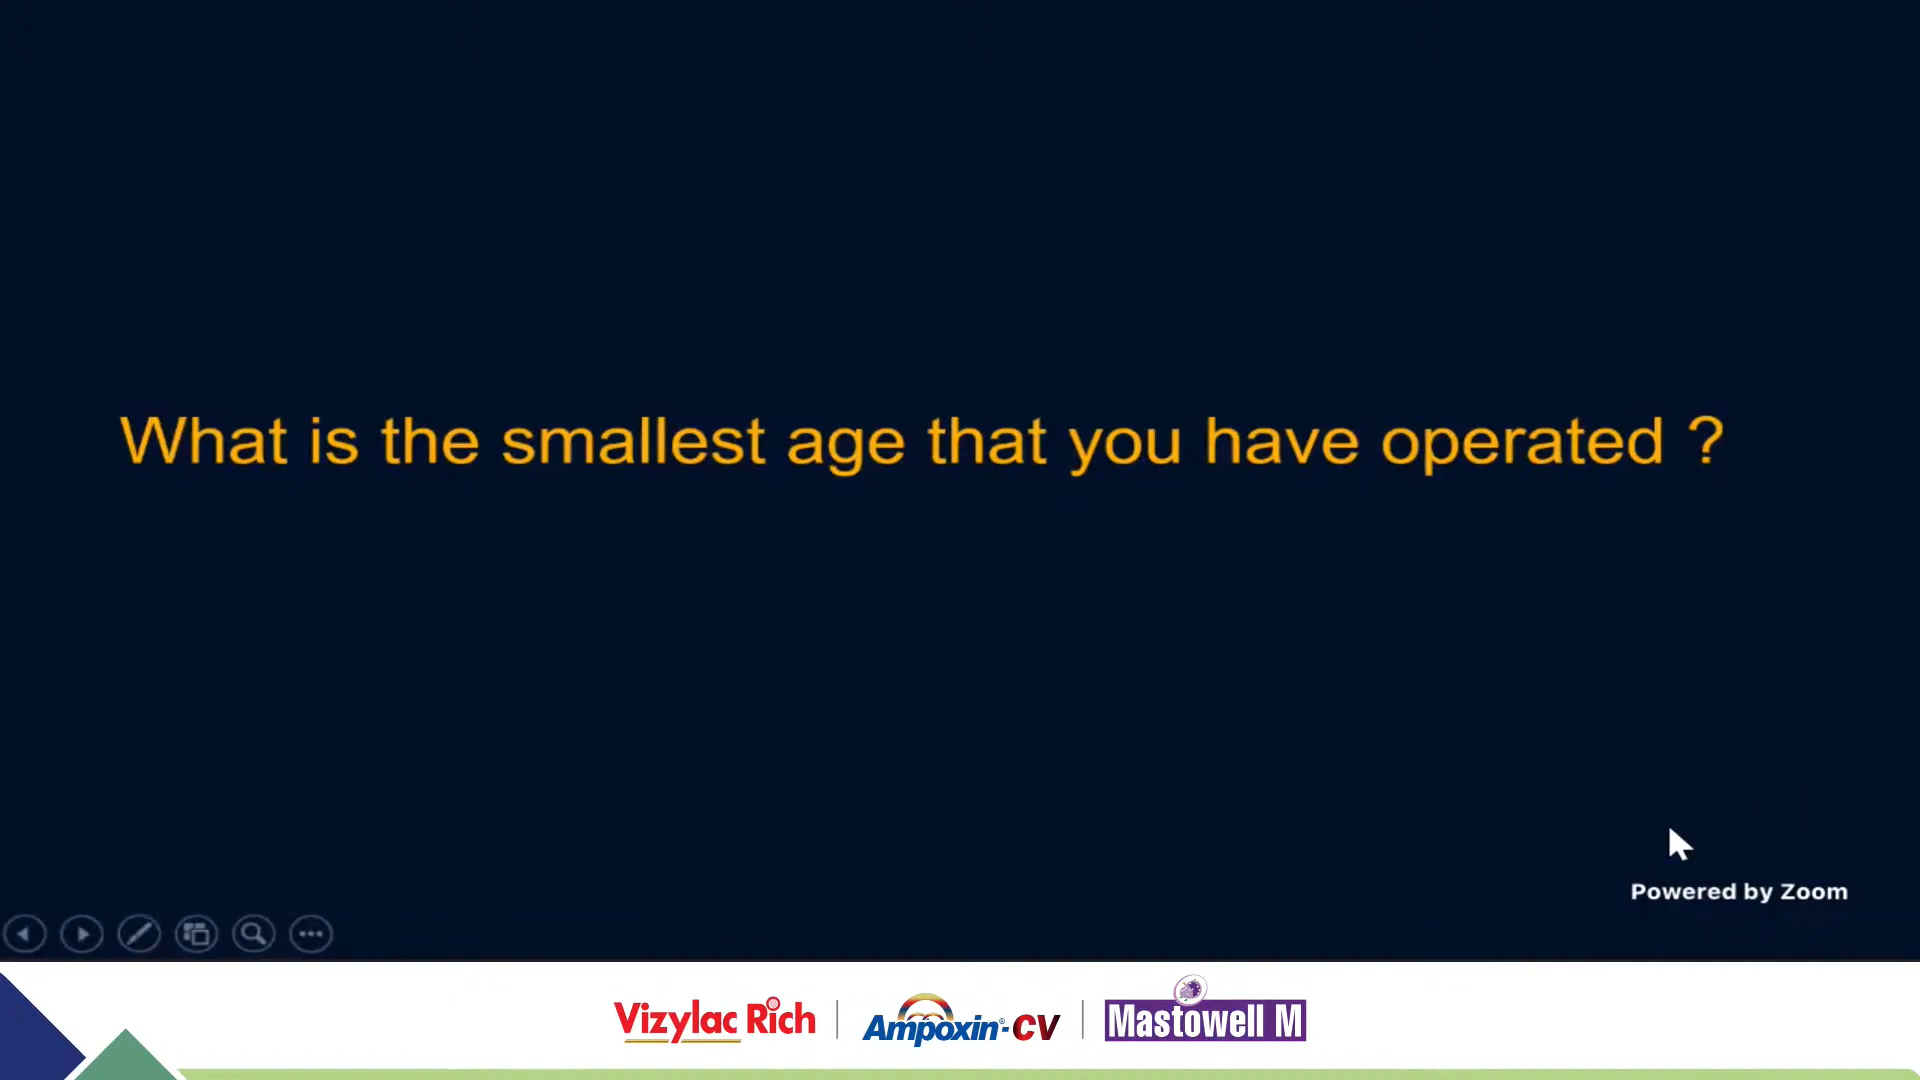 What is the smallest age that you have operated ?
Powered by Zoom
Vizylac Rich
Ampoxin®-CV
Mastowell M